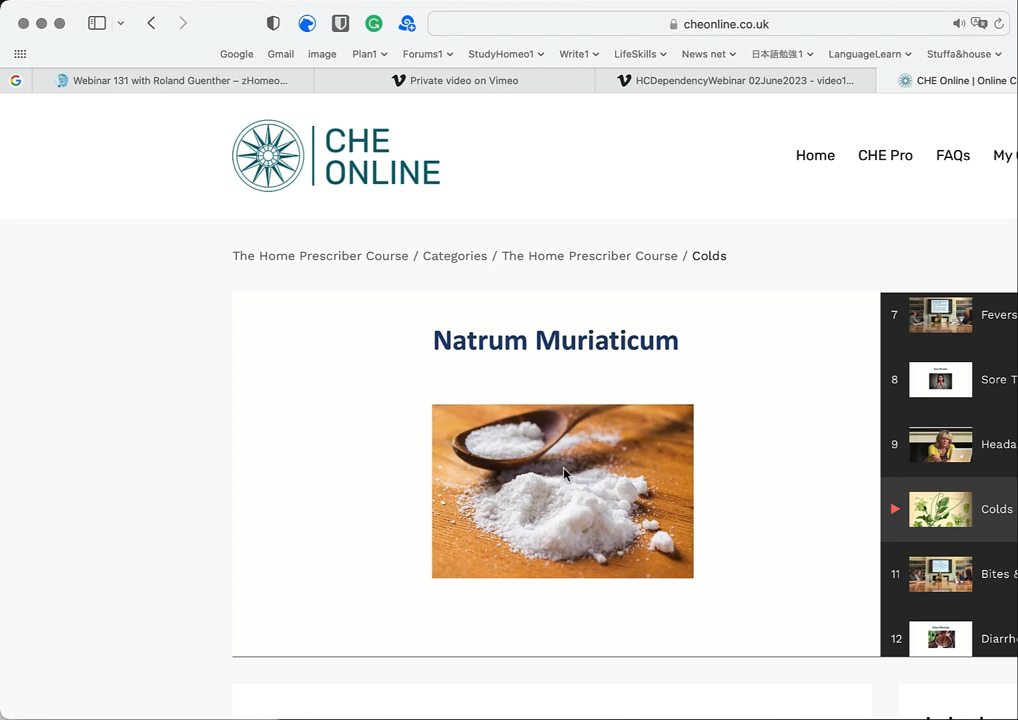 cheonline.co.uk
Google Gmail image Plan1 Forums1 StudyHomeo1 Write1 LifeSkills News net 日本語勉強1 LanguageLearn Stuffa&house
G Webinar 131 with Roland Guenther – zHomeo... Private video on Vimeo HCDependencyWebinar 02June2023 - video1... CHE Online | Online C
CHE
ONLINE
Home CHE Pro FAQs My
The Home Prescriber Course / Categories / The Home Prescriber Course / Colds
Natrum Muriaticum
7 Fevers
8 Sore T
9 Heada
Colds
11 Bites &
12 Diarrh